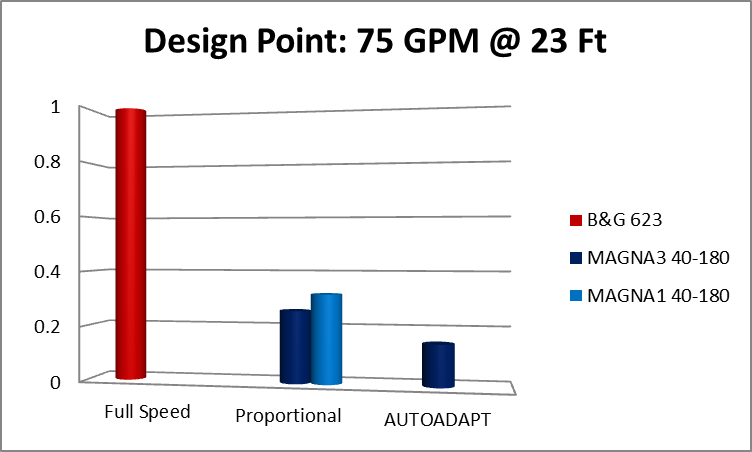 Design Point: 75 GPM @ 23 Ft
1
0.8
0.6
0.4
0.2
0
Full Speed
Proportional
AUTOADAPT
B&G 623
MAGNA3 40-180
MAGNA1 40-180